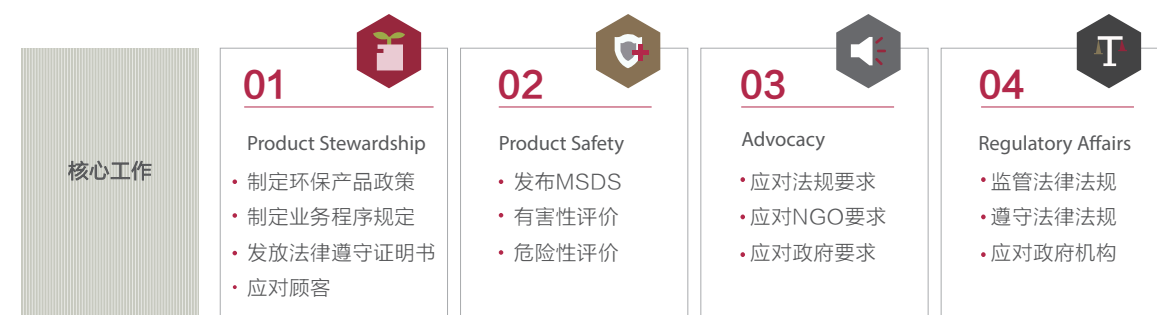 核心工作
01
Product Stewardship
• 制定环保产品政策
• 制定业务程序规定
• 发放法律遵守证明书
• 应对顾客
02
Product Safety
• 发布MSDS
• 有害性评价
• 危险性评价
03
Advocacy
• 应对法规要求
• 应对NGO要求
• 应对政府要求
04
Regulatory Affairs
• 监管法律法规
• 遵守法律法规
• 应对政府机构